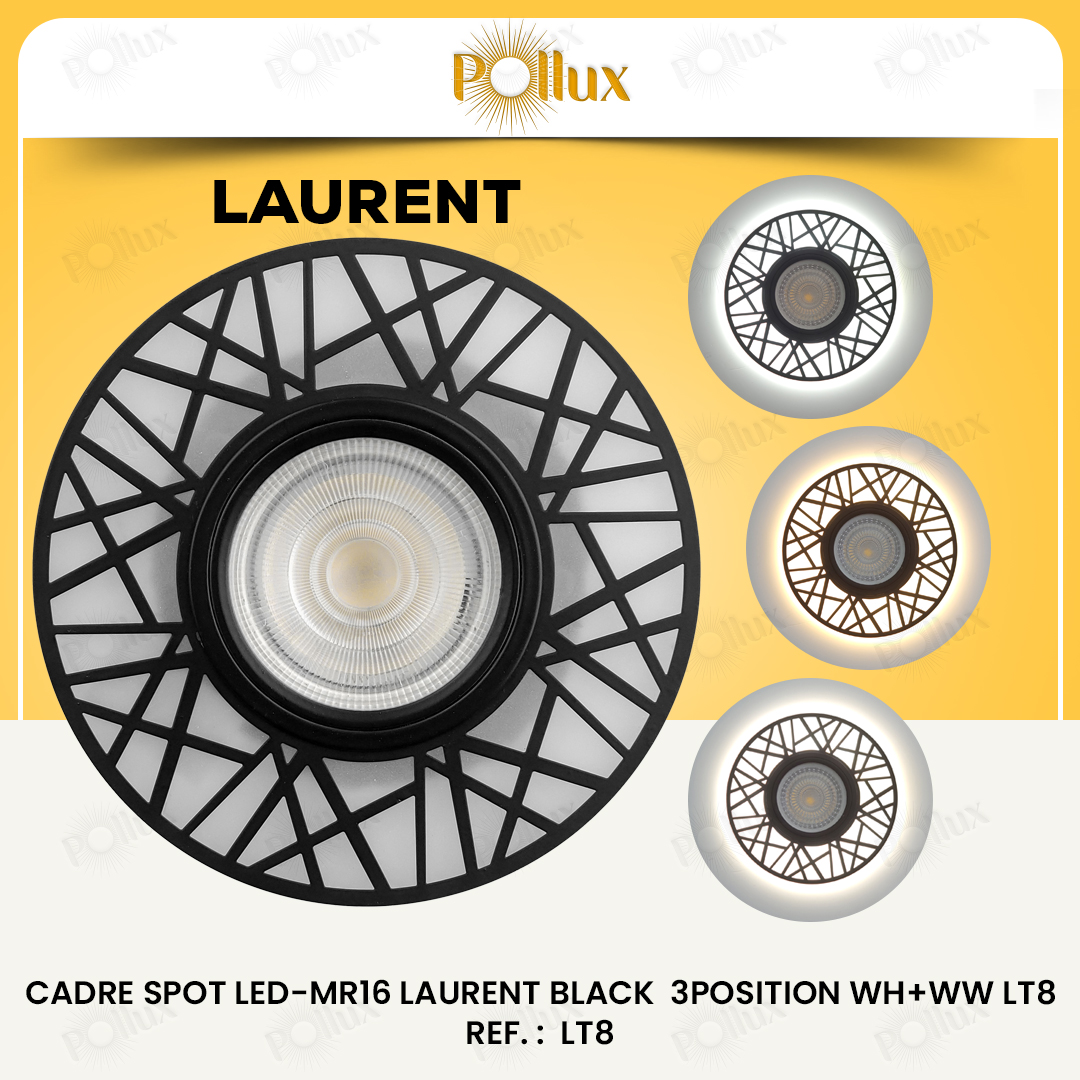 Pollux
LAURENT
CADRE SPOT LED-MR16 LAURENT BLACK 3POSITION WH+WW LT8
REF. : LT8